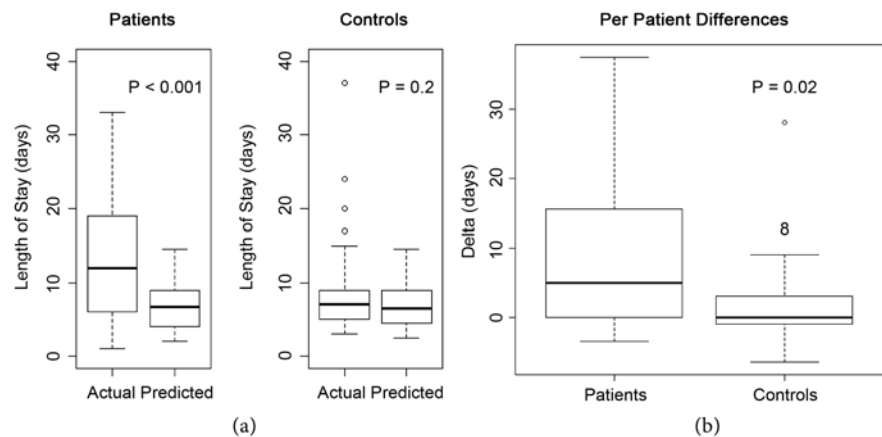 Patients
Controls
Per Patient Differences
Length of Stay (days)
0
10
20
30
40
P < 0.001
Actual Predicted
Length of Stay (days)
0
10
20
30
40
P = 0.2
Actual Predicted
(a)
Delta (days)
0
10
20
30
P = 0.02
Patients
Controls
(b)